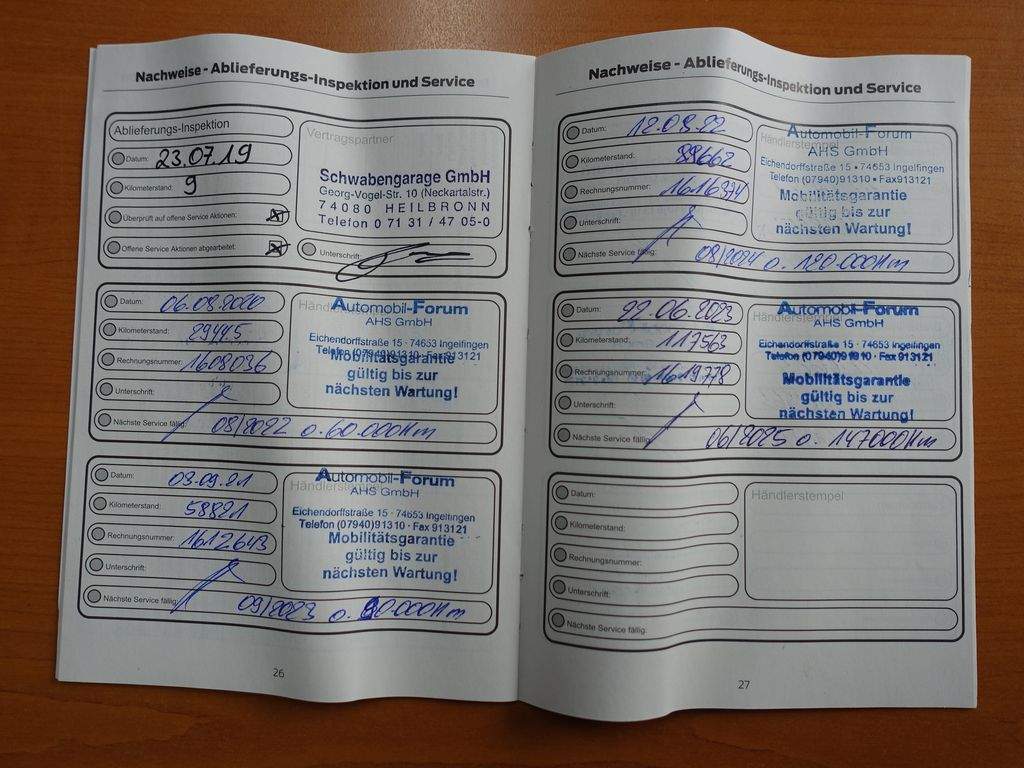 Nachweise - Ablieferungs-Inspektion und Service
Ablieferungs-Inspektion
Datum: 23.07.19
Kilometerstand: 9
Überprüft auf offene Service Aktionen:
Offene Service Aktionen abgearbeitet:
Vertragspartner
Schwabengarage GmbH
Georg-Vogel-Str. 10 (Neckartalstr.)
74080 HEILBRONN
Telefon 0 71 31 / 47 05-0
Unterschrift:
Datum: 06.08.2020
Kilometerstand: 29445
Rechnungsnummer: 1608036
Unterschrift:
Nächste Service fällig: 08/2022 o. 60.000km
Automobil-Forum
AHS GmbH
Eichendorffstraße 15 · 74653 Ingelfingen
Telefon (07940)91310 · Fax 913121
Mobilitätsgarantie
gültig bis zur
nächsten Wartung!
Datum: 03.09.21
Kilometerstand: 58821
Rechnungsnummer: 1612643
Unterschrift:
Nächste Service fällig: 09/2023 o. 90.000km
Händlerstempel
Automobil-Forum
AHS GmbH
Eichendorffstraße 15 · 74653 Ingelfingen
Telefon (07940)91310 · Fax 913121
Mobilitätsgarantie
gültig bis zur
nächsten Wartung!
26
Nachweise - Ablieferungs-Inspektion und Service
Datum: 12.08.22
Kilometerstand: 88662
Rechnungsnummer:
Unterschrift:
Nächste Service fällig: 08/2024 o. 120.000km
Händlerstempel
Automobil-Forum
AHS GmbH
Eichendorffstraße 15 · 74653 Ingelfingen
Telefon (07940)91310 · Fax 913121
Mobilitätsgarantie
gültig bis zur
nächsten Wartung!
Datum: 22.06.2023
Kilometerstand: 117563
Rechnungsnummer: 1619778
Unterschrift:
Nächste Service fällig: 06/2025 o. 147000km
Automobil-Forum
AHS GmbH
Eichendorffstraße 15 · 74653 Ingelfingen
Telefon (07940)91310 · Fax 913121
Mobilitätsgarantie
gültig bis zur
nächsten Wartung!
Datum:
Kilometerstand:
Rechnungsnummer:
Unterschrift:
Nächste Service fällig:
Händlerstempel
27